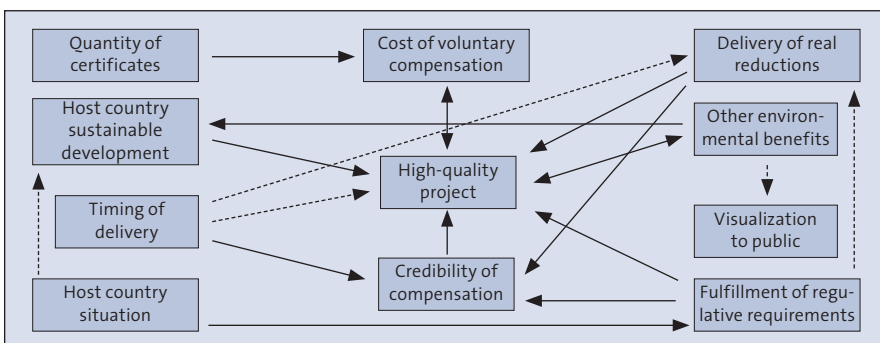 Quantity of
certificates
Cost of voluntary
compensation
Delivery of real
reductions
Host country
sustainable
development
Other environ-
mental benefits
High-quality
project
Timing of
delivery
Visualization
to public
Credibility of
compensation
Host country
situation
Fulfillment of regu-
lative requirements